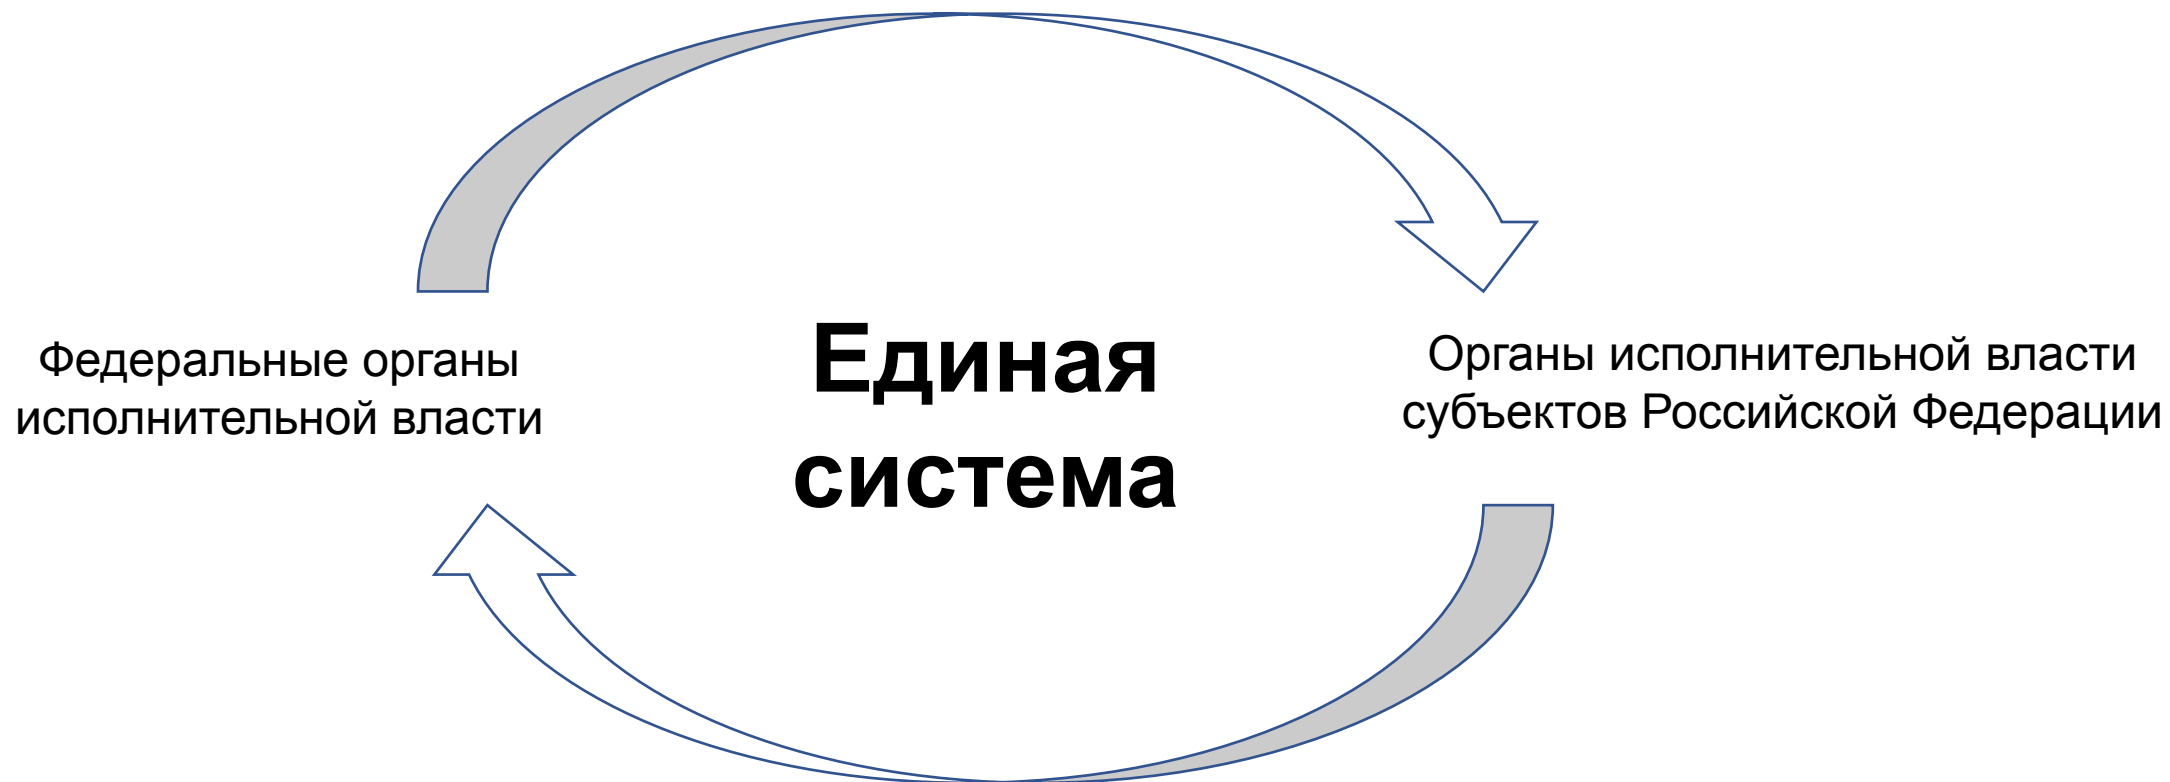 Федеральные органы
исполнительной власти
Единая
система
Органы исполнительной власти
субъектов Российской Федерации